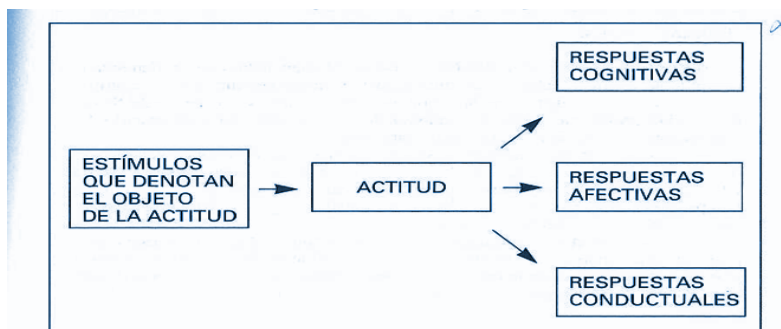 RESPUESTAS
COGNITIVAS
ESTÍMULOS
QUE DENOTAN
EL OBJETO
DE LA ACTITUD
ACTITUD
RESPUESTAS
AFECTIVAS
RESPUESTAS
CONDUCTUALES